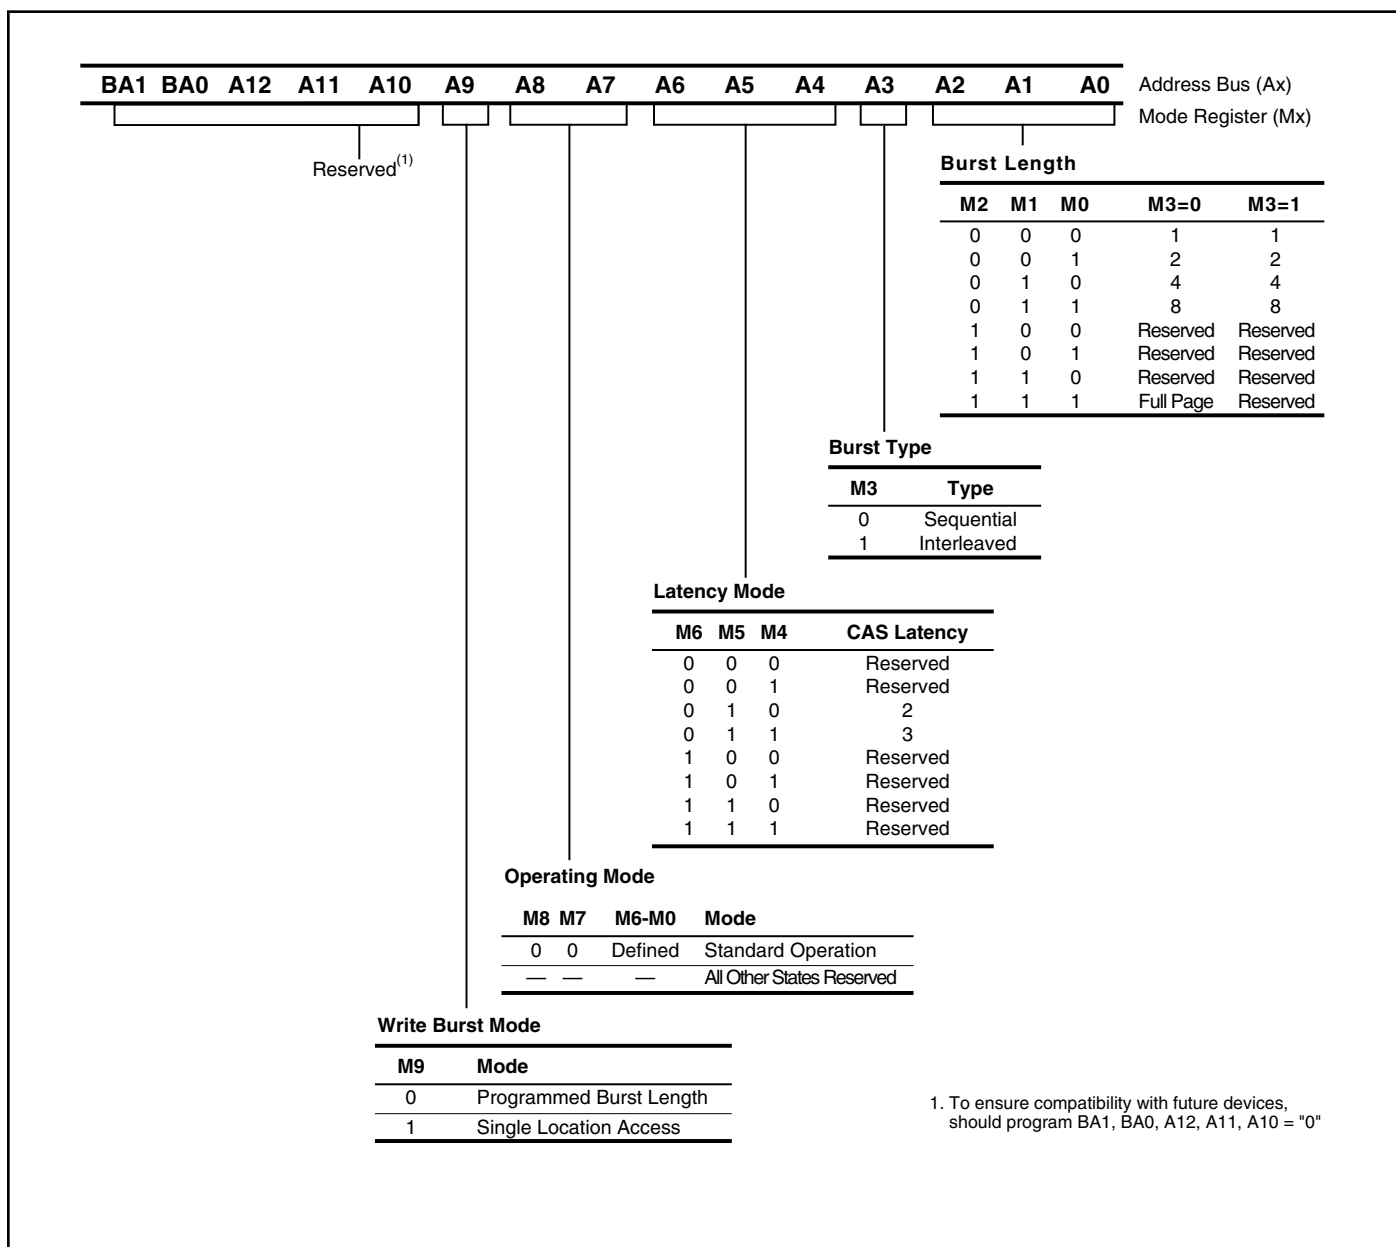 BA1 BA0 A12 A11 A10 A9 A8 A7 A6 A5 A4 A3 A2 A1 A0 Address Bus (Ax)
Mode Register (Mx)
Reserved(1)
Burst Length
M2 M1 M0 M3=0 M3=1
0 0 0 1 1
0 0 1 2 2
0 1 0 4 4
0 1 1 8 8
1 0 0 Reserved Reserved
1 0 1 Reserved Reserved
1 1 0 Reserved Reserved
1 1 1 Full Page Reserved
Burst Type
M3 Type
0 Sequential
1 Interleaved
Latency Mode
M6 M5 M4 CAS Latency
0 0 0 Reserved
0 0 1 Reserved
0 1 0 2
0 1 1 3
1 0 0 Reserved
1 0 1 Reserved
1 1 0 Reserved
1 1 1 Reserved
Operating Mode
M8 M7 M6-M0 Mode
0 0 Defined Standard Operation
— — — All Other States Reserved
Write Burst Mode
M9 Mode
0 Programmed Burst Length
1 Single Location Access
1. To ensure compatibility with future devices,
should program BA1, BA0, A12, A11, A10 = "0"